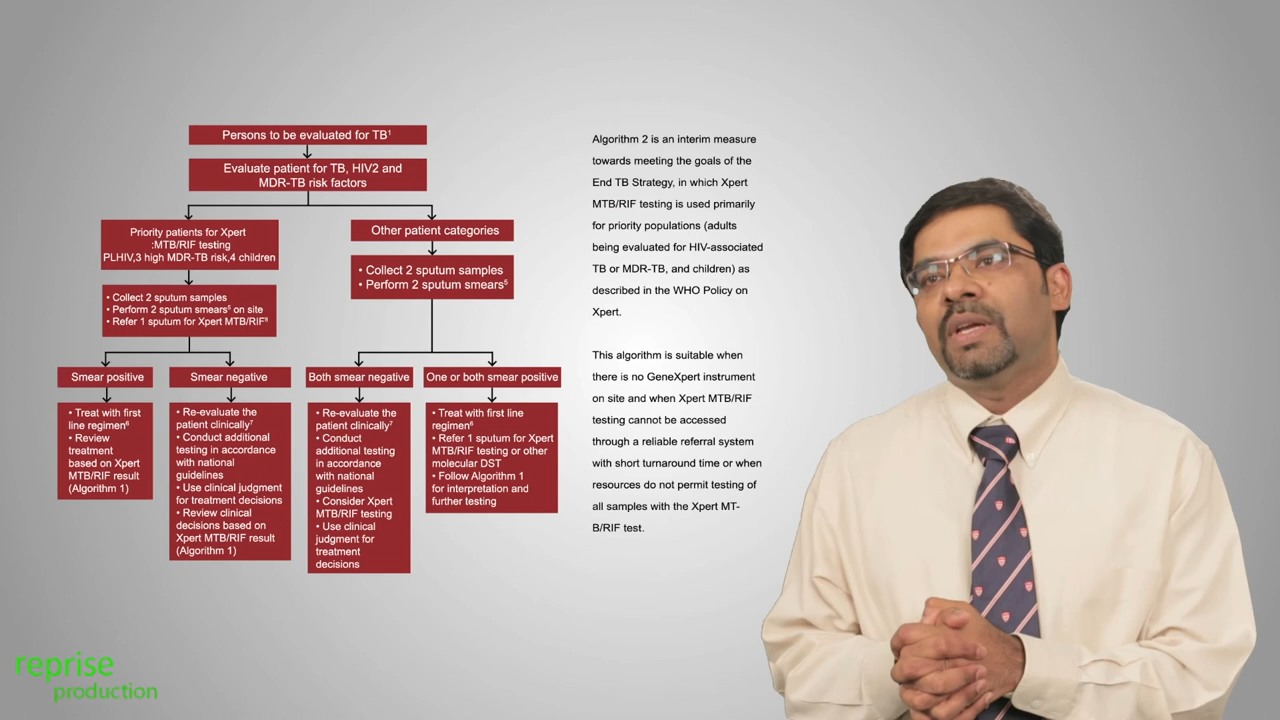 Persons to be evaluated for TB¹
Evaluate patient for TB, HIV2 and
MDR-TB risk factors
Priority patients for Xpert
:MTB/RIF testing
PLHIV,3 high MDR-TB risk,4 children
Other patient categories
• Collect 2 sputum samples
• Perform 2 sputum smears⁵ on site
• Refer 1 sputum for Xpert MTB/RIF⁸
• Collect 2 sputum samples
• Perform 2 sputum smears⁵
Smear positive
Smear negative
Both smear negative
One or both smear positive
• Treat with first
line regimen⁶
• Review
treatment
based on Xpert
MTB/RIF result
(Algorithm 1)
• Re-evaluate the
patient clinically⁷
• Conduct additional
testing in accordance
with national
guidelines
• Use clinical judgment
for treatment decisions
• Review clinical
decisions based on
Xpert MTB/RIF result
(Algorithm 1)
• Re-evaluate the
patient clinically⁷
• Conduct
additional testing
in accordance
with national
guidelines
• Consider Xpert
MTB/RIF testing
• Use clinical
judgment for
treatment
decisions
• Treat with first line
regimen⁶
• Refer 1 sputum for Xpert
MTB/RIF testing or other
molecular DST
• Follow Algorithm 1
for interpretation and
further testing
Algorithm 2 is an interim measure
towards meeting the goals of the
End TB Strategy, in which Xpert
MTB/RIF testing is used primarily
for priority populations (adults
being evaluated for HIV-associated
TB or MDR-TB, and children) as
described in the WHO Policy on
Xpert.
This algorithm is suitable when
there is no GeneXpert instrument
on site and when Xpert MTB/RIF
testing cannot be accessed
through a reliable referral system
with short turnaround time or when
resources do not permit testing of
all samples with the Xpert MT-
B/RIF test.
reprise
production